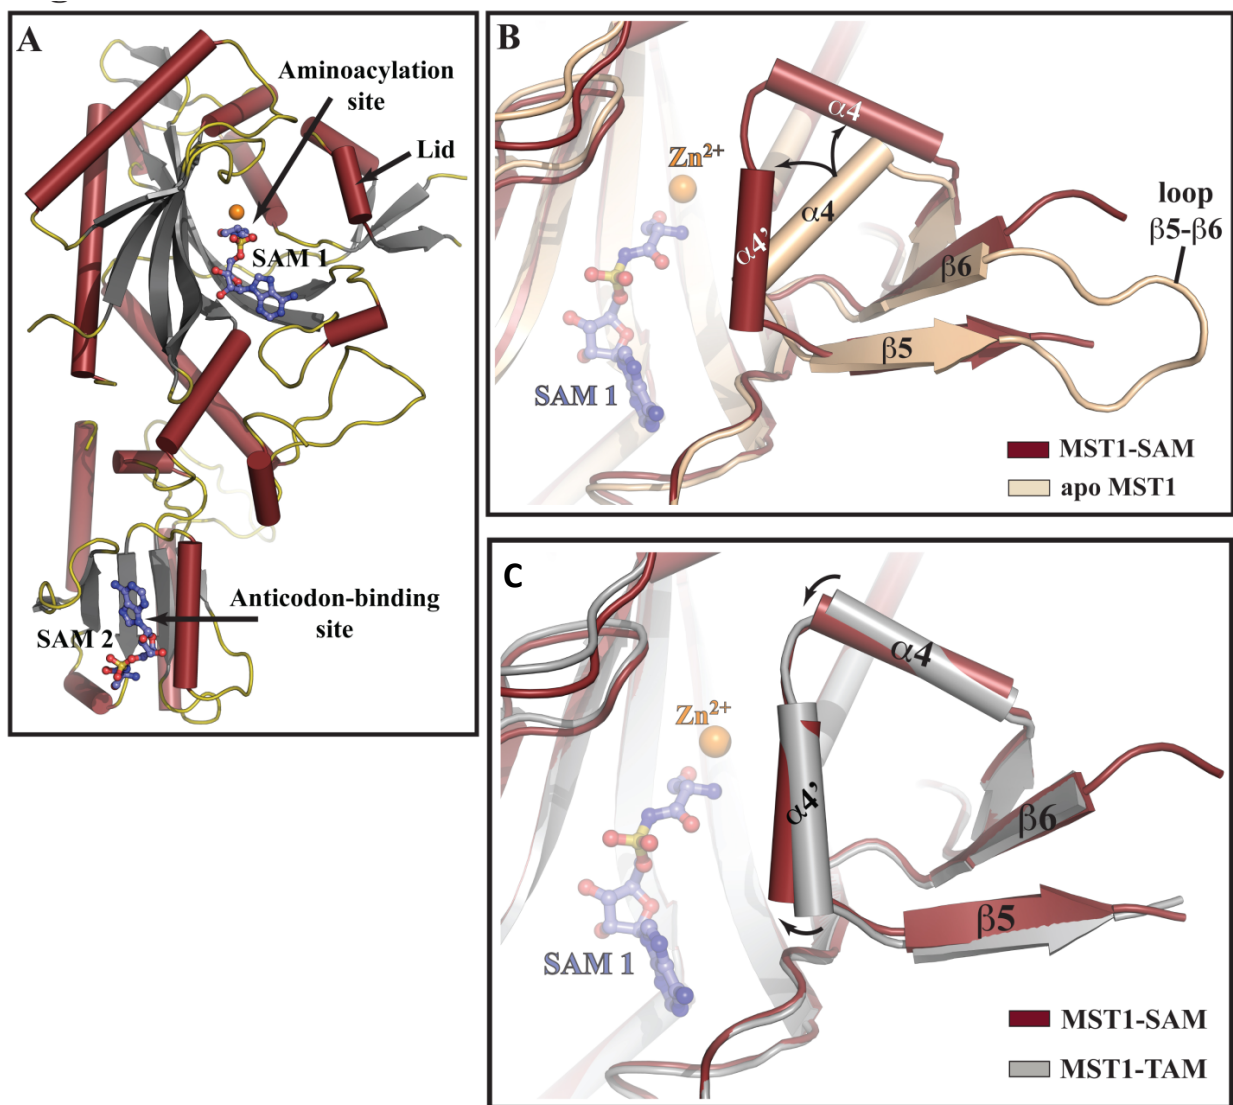 A
Aminoacylation
site
Lid
SAM 1
Anticodon-binding
site
SAM 2
B
Zn²⁺
α4
α4
α4'
loop
β5-β6
β6
β5
SAM 1
MST1-SAM
apo MST1
C
α4
Zn²⁺
α4'
β6
β5
SAM 1
MST1-SAM
MST1-TAM